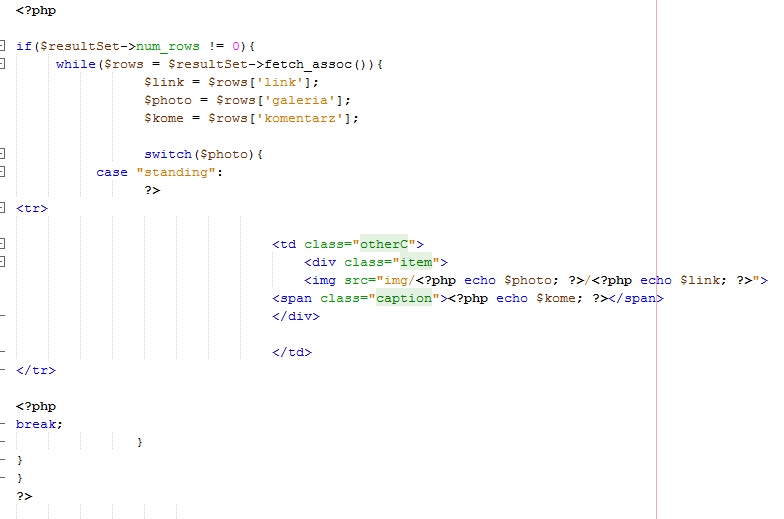 <?php
if($resultSet->num_rows != 0){
while($rows = $resultSet->fetch_assoc()){
$link = $rows['link'];
$photo = $rows['galeria'];
$kome = $rows['komentarz'];
switch($photo){
case "standing":
?>
<tr>
<td class="otherC">
<div class="item">
<img src="img/<?php echo $photo; ?>/<?php echo $link; ?>">
<span class="caption"><?php echo $kome; ?></span>
</div>
</td>
</tr>
<?php
break;
}
}
}
?>